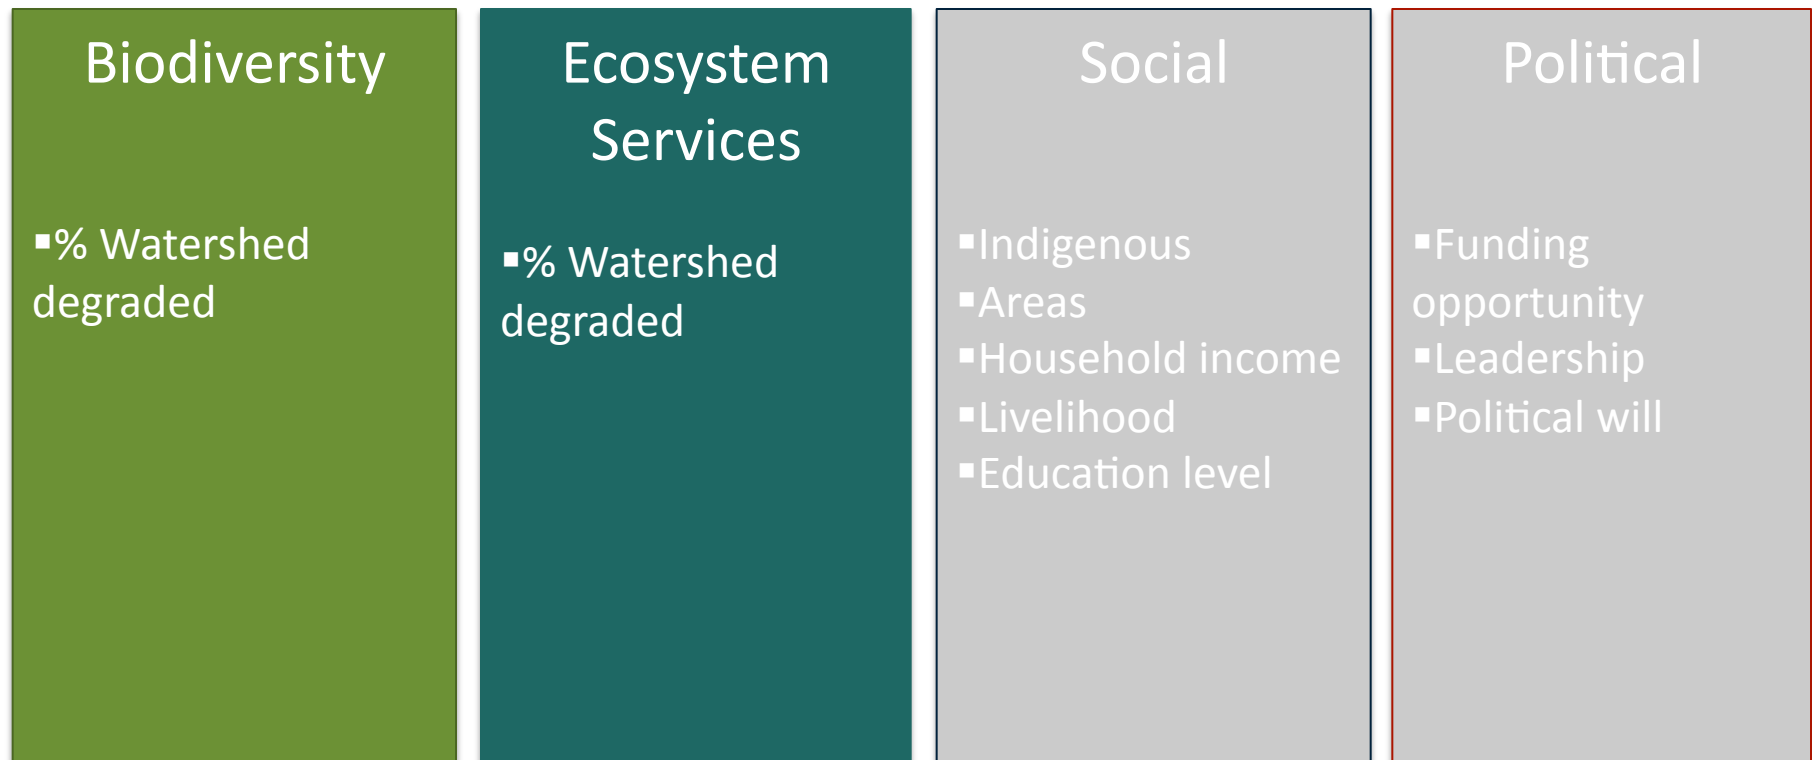 Biodiversity
▪% Watershed
degraded
Ecosystem
Services
▪% Watershed
degraded
Social
▪Indigenous
▪Areas
▪Household income
▪Livelihood
▪Education level
Political
▪Funding
opportunity
▪Leadership
▪Political will